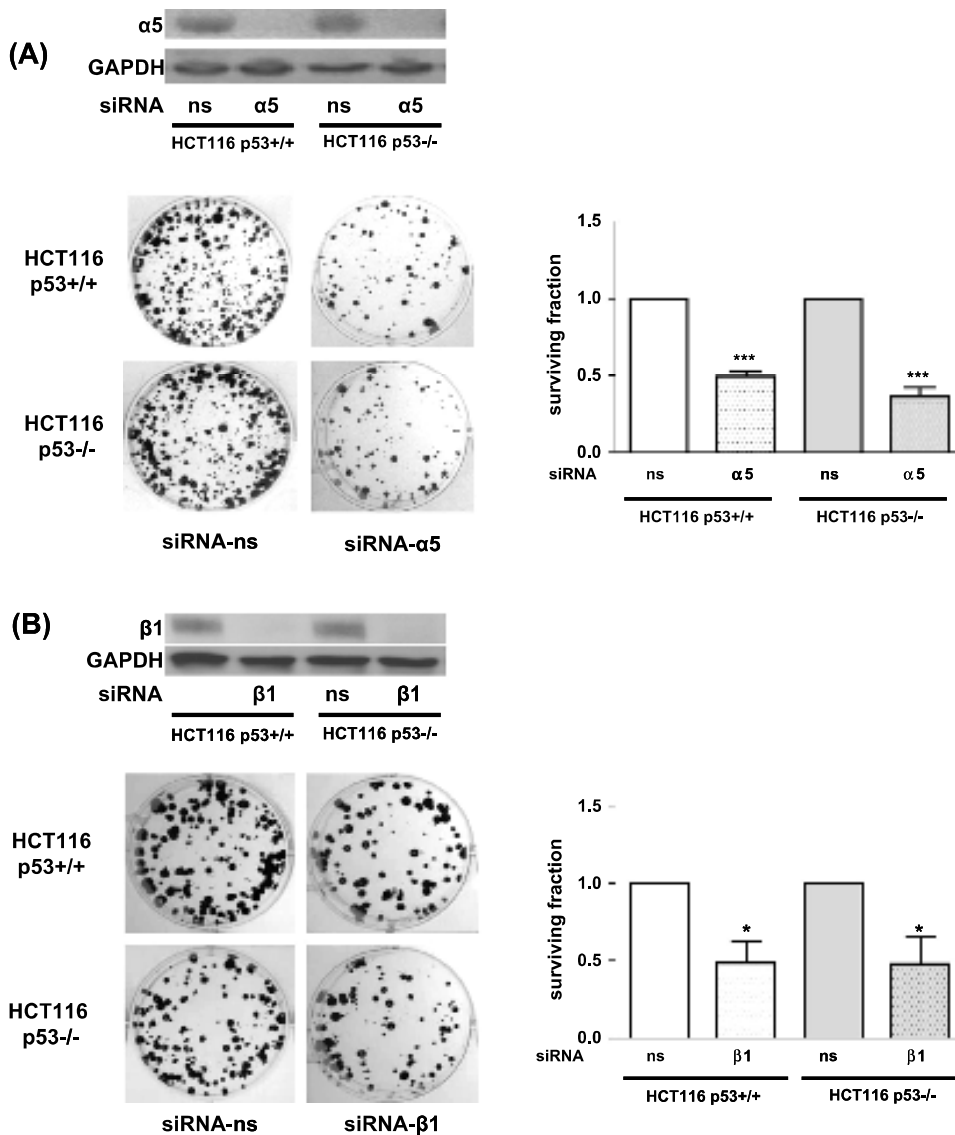 (A)
α5
GAPDH
siRNA ns α5 ns α5
HCT116 p53+/+ HCT116 p53-/-
HCT116
p53+/+
HCT116
p53-/-
siRNA-ns siRNA-α5
surviving fraction
1.5
1.0
0.5
0.0
*** ***
siRNA ns α5 ns α5
HCT116 p53+/+ HCT116 p53-/-
(B)
β1
GAPDH
siRNA β1 ns β1
HCT116 p53+/+ HCT116 p53-/-
HCT116
p53+/+
HCT116
p53-/-
siRNA-ns siRNA-β1
surviving fraction
1.5
1.0
0.5
0.0
* *
siRNA ns β1 ns β1
HCT116 p53+/+ HCT116 p53-/-